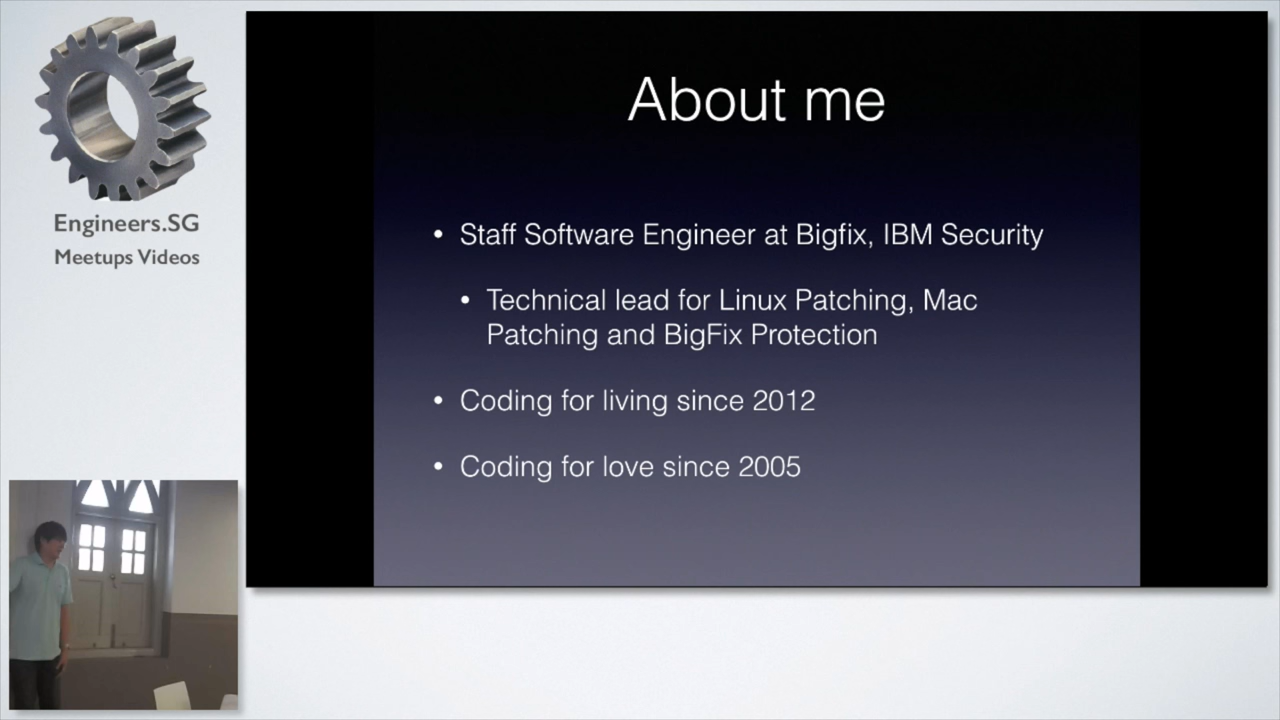 Engineers.SG
Meetups Videos
About me
• Staff Software Engineer at Bigfix, IBM Security
• Technical lead for Linux Patching, Mac
Patching and BigFix Protection
• Coding for living since 2012
• Coding for love since 2005